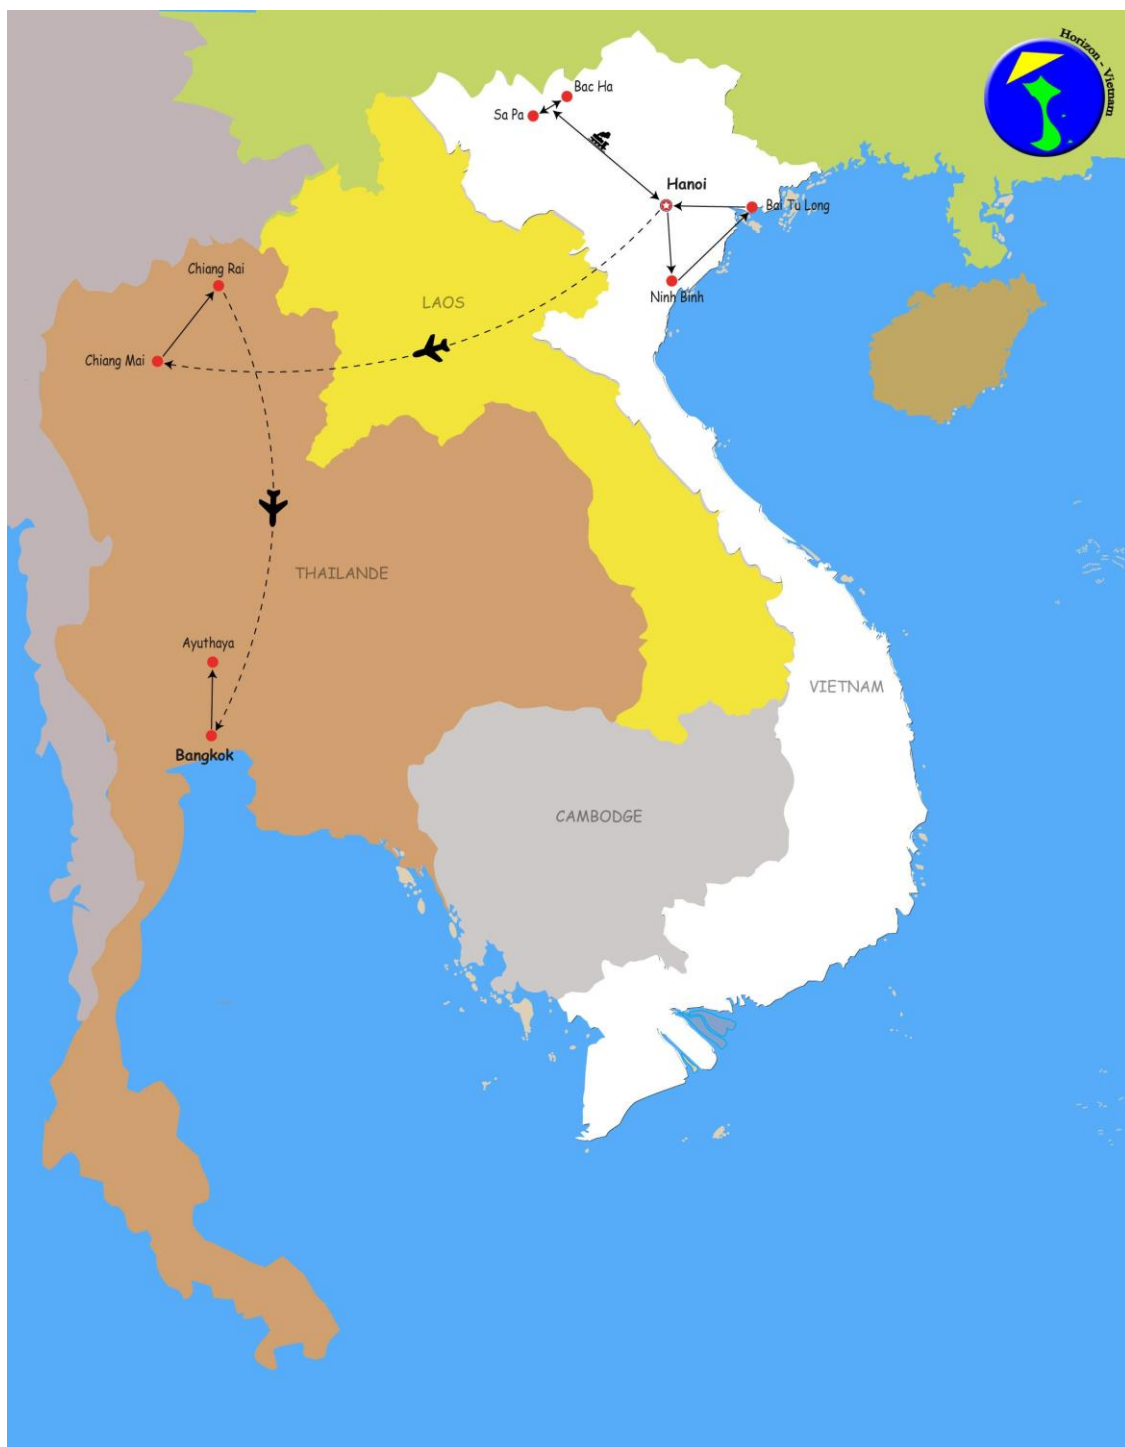 Horizon - Vietnam
Bac Ha
Sa Pa
Hanoi
Bai Tu Long
Ninh Binh
Chiang Rai
LAOS
Chiang Mai
THAILANDE
Ayuthaya
VIETNAM
Bangkok
CAMBODGE